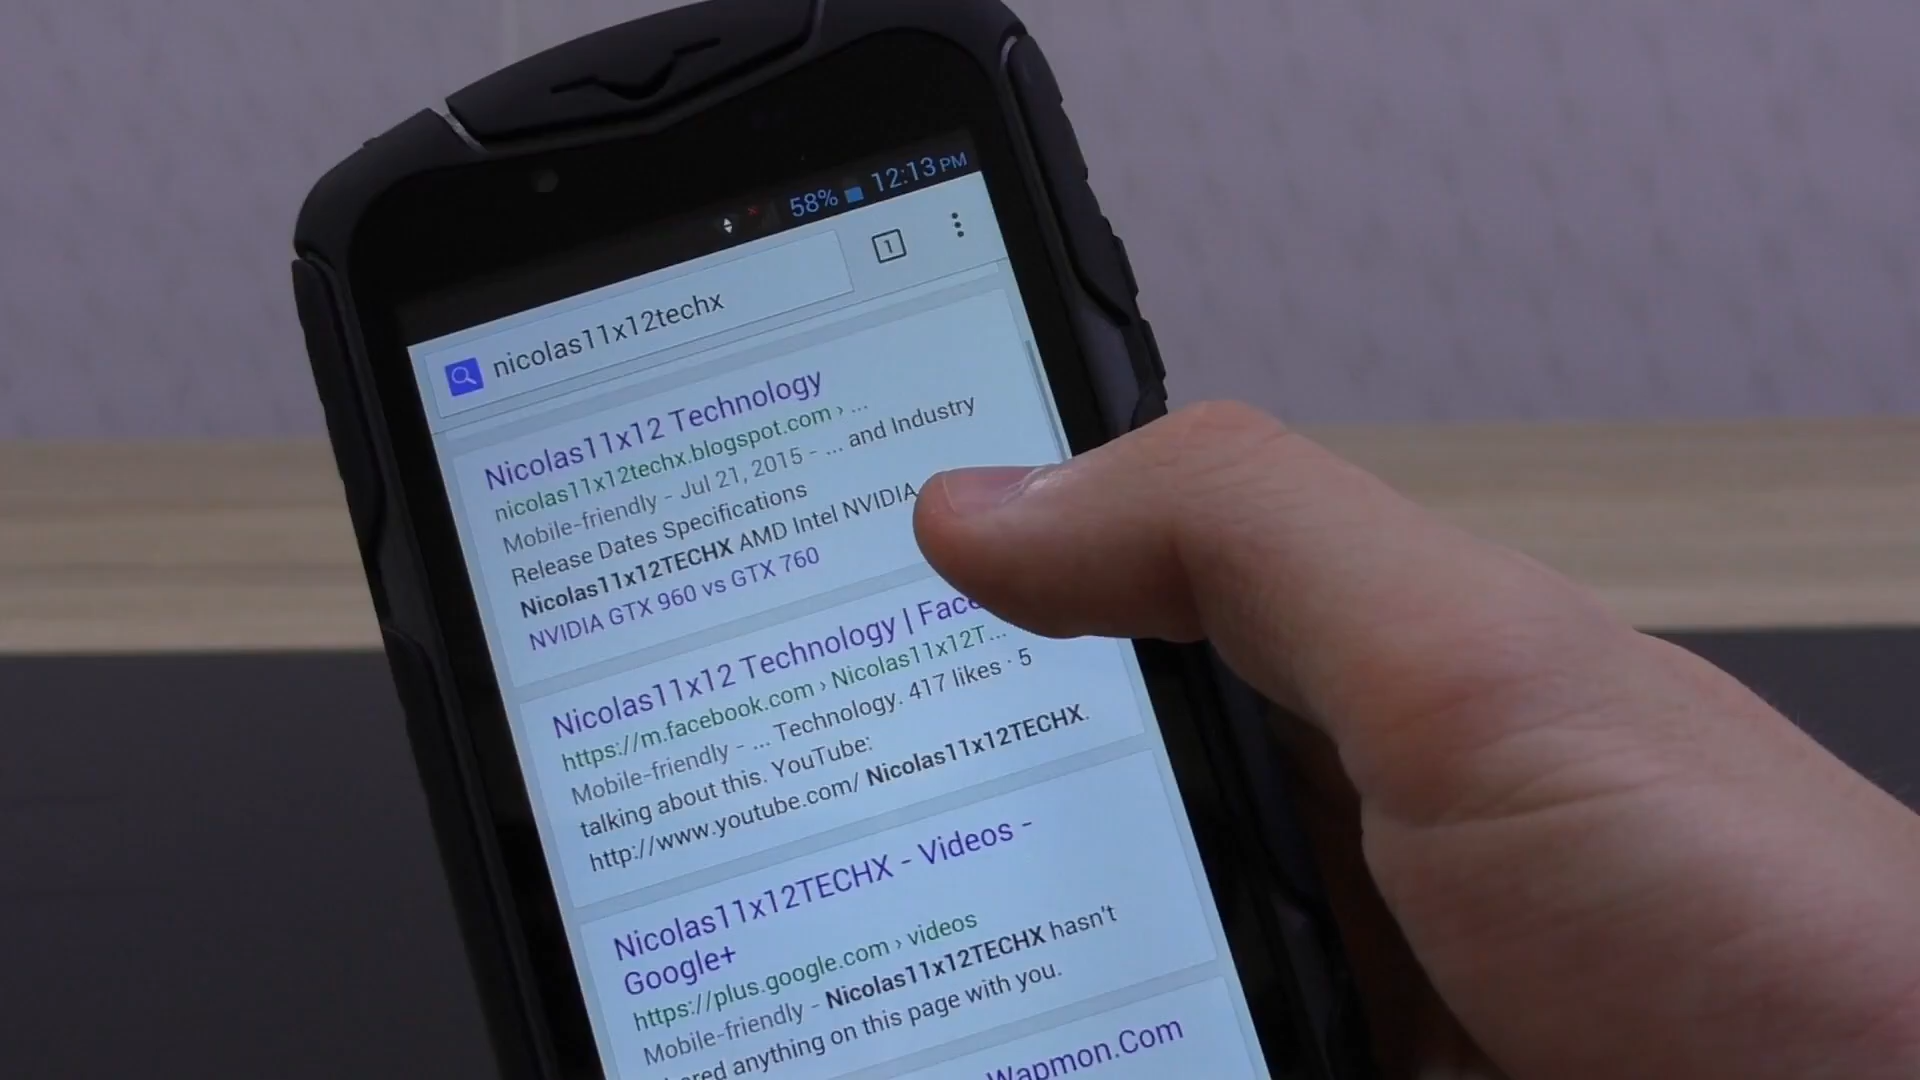 58% 12:13 PM
nicolas11x12techx
1
Nicolas11x12 Technology
nicolas11x12techx.blogspot.com › ...
Mobile-friendly - Jul 21, 2015 - ... and Industry
Release Dates Specifications
Nicolas11x12TECHX AMD Intel NVIDIA
NVIDIA GTX 960 vs GTX 760
Nicolas11x12 Technology | Face
https://m.facebook.com › Nicolas11x12T...
Mobile-friendly - ... Technology. 417 likes · 5
talking about this. YouTube:
http://www.youtube.com/ Nicolas11x12TECHX.
Nicolas11x12TECHX - Videos -
Google+
https://plus.google.com › videos
Mobile-friendly - Nicolas11x12TECHX hasn't
ared anything on this page with you.
Wapmon.Com